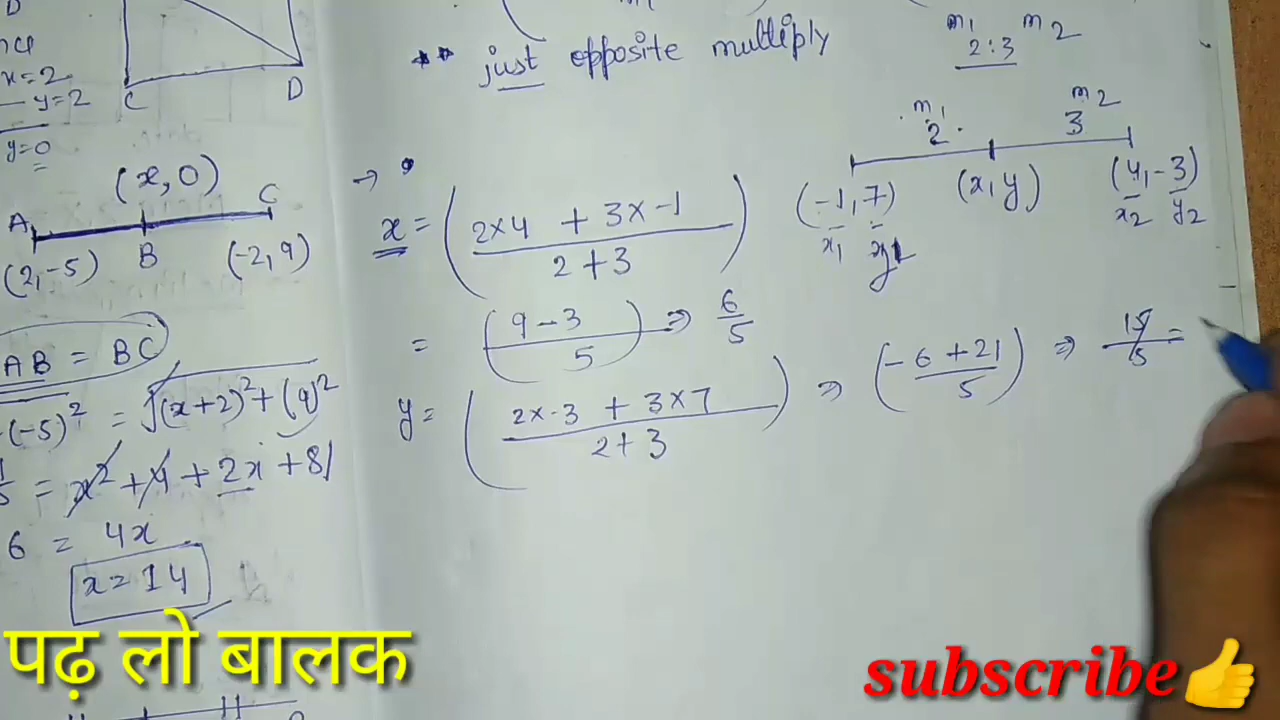 D
x=2
y=2
y=0
C D
(x, 0)
A B C
(2,-5) (-2, 9)
AB = BC
-(-5)² = √(x+2)²+(9)²
= x² + 4 + 2x + 81
6 = 4x
x = 14
** just opposite multiply
m1 m2
2:3
m1 m2
2 3
(-1, 7) (x, y) (4, -3)
x1 y1 x2 y2
→
x = (2×4 + 3×-1 / 2+3)
= (9-3 / 5) ⇒ 6/5
y = (2×-3 + 3×7 / 2+3) ⇒ (-6+21 / 5) ⇒ 15/5 =
पढ़ लो बालक
subscribe👍